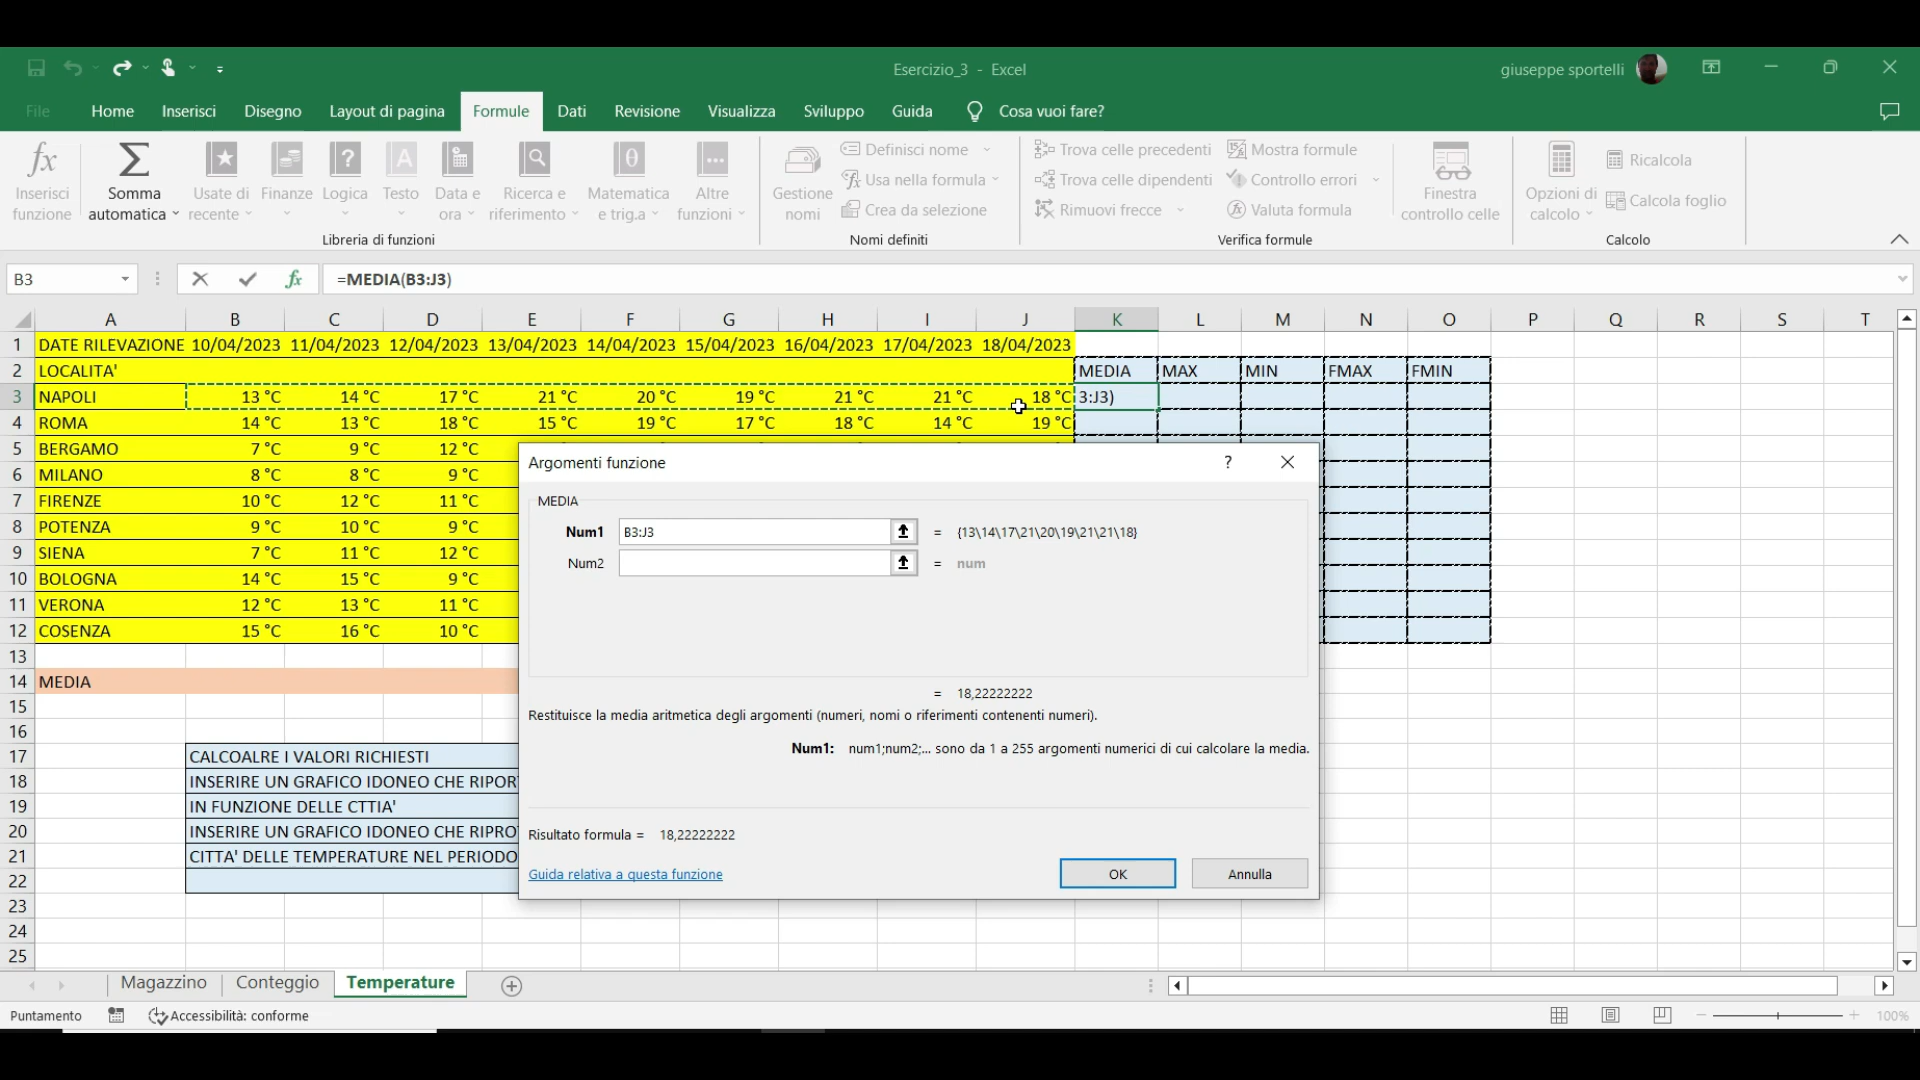 Esercizio_3 - Excel
giuseppe sportelli
File Home Inserisci Disegno Layout di pagina Formule Dati Revisione Visualizza Sviluppo Guida Cosa vuoi fare?
Inserisci funzione
Somma automatica
Usate di recente
Finanze
Logica
Testo
Data e ora
Ricerca e riferimento
Matematica e trig.a
Altre funzioni
Libreria di funzioni
Gestione nomi
Definisci nome
Usa nella formula
Crea da selezione
Nomi definiti
Trova celle precedenti
Trova celle dipendenti
Rimuovi frecce
Mostra formule
Controllo errori
Valuta formula
Finestra controllo celle
Verifica formule
Opzioni di calcolo
Ricalcola
Calcola foglio
Calcolo
B3 fx =MEDIA(B3:J3)
A B C D E F G H I J K L M N O P Q R S T
1 DATE RILEVAZIONE 10/04/2023 11/04/2023 12/04/2023 13/04/2023 14/04/2023 15/04/2023 16/04/2023 17/04/2023 18/04/2023
2 LOCALITA' MEDIA MAX MIN FMAX FMIN
3 NAPOLI 13 °C 14 °C 17 °C 21 °C 20 °C 19 °C 21 °C 21 °C 18 °C 3:J3)
4 ROMA 14 °C 13 °C 18 °C 15 °C 19 °C 17 °C 18 °C 14 °C 19 °C
5 BERGAMO 7 °C 9 °C 12 °C
6 MILANO 8 °C 8 °C 9 °C
7 FIRENZE 10 °C 12 °C 11 °C
8 POTENZA 9 °C 10 °C 9 °C
9 SIENA 7 °C 11 °C 12 °C
10 BOLOGNA 14 °C 15 °C 9 °C
11 VERONA 12 °C 13 °C 11 °C
12 COSENZA 15 °C 16 °C 10 °C
13
14 MEDIA
15
16
17 CALCOALRE I VALORI RICHIESTI
18 INSERIRE UN GRAFICO IDONEO CHE RIPOR
19 IN FUNZIONE DELLE CTTIA'
20 INSERIRE UN GRAFICO IDONEO CHE RIPRO
21 CITTA' DELLE TEMPERATURE NEL PERIODO
22
23
24
25
Argomenti funzione ?
MEDIA
Num1 B3:J3 = {13\14\17\21\20\19\21\21\18}
Num2 = num
= 18,22222222
Restituisce la media aritmetica degli argomenti (numeri, nomi o riferimenti contenenti numeri).
Num1: num1;num2;... sono da 1 a 255 argomenti numerici di cui calcolare la media.
Risultato formula = 18,22222222
Guida relativa a questa funzione OK Annulla
Magazzino Conteggio Temperature
Puntamento Accessibilità: conforme 100%